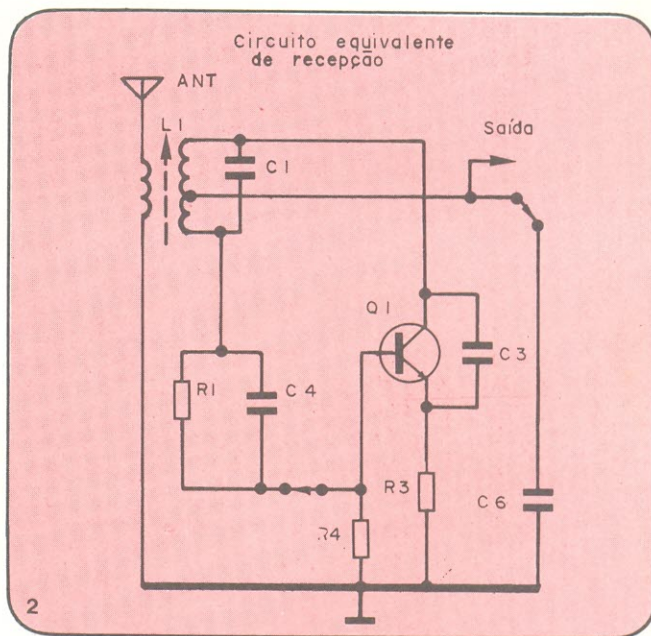 Circuito equivalente
de recepção
ANT
L1
C1
Saída
Q1
C3
R1
C4
R3
C6
R4
2